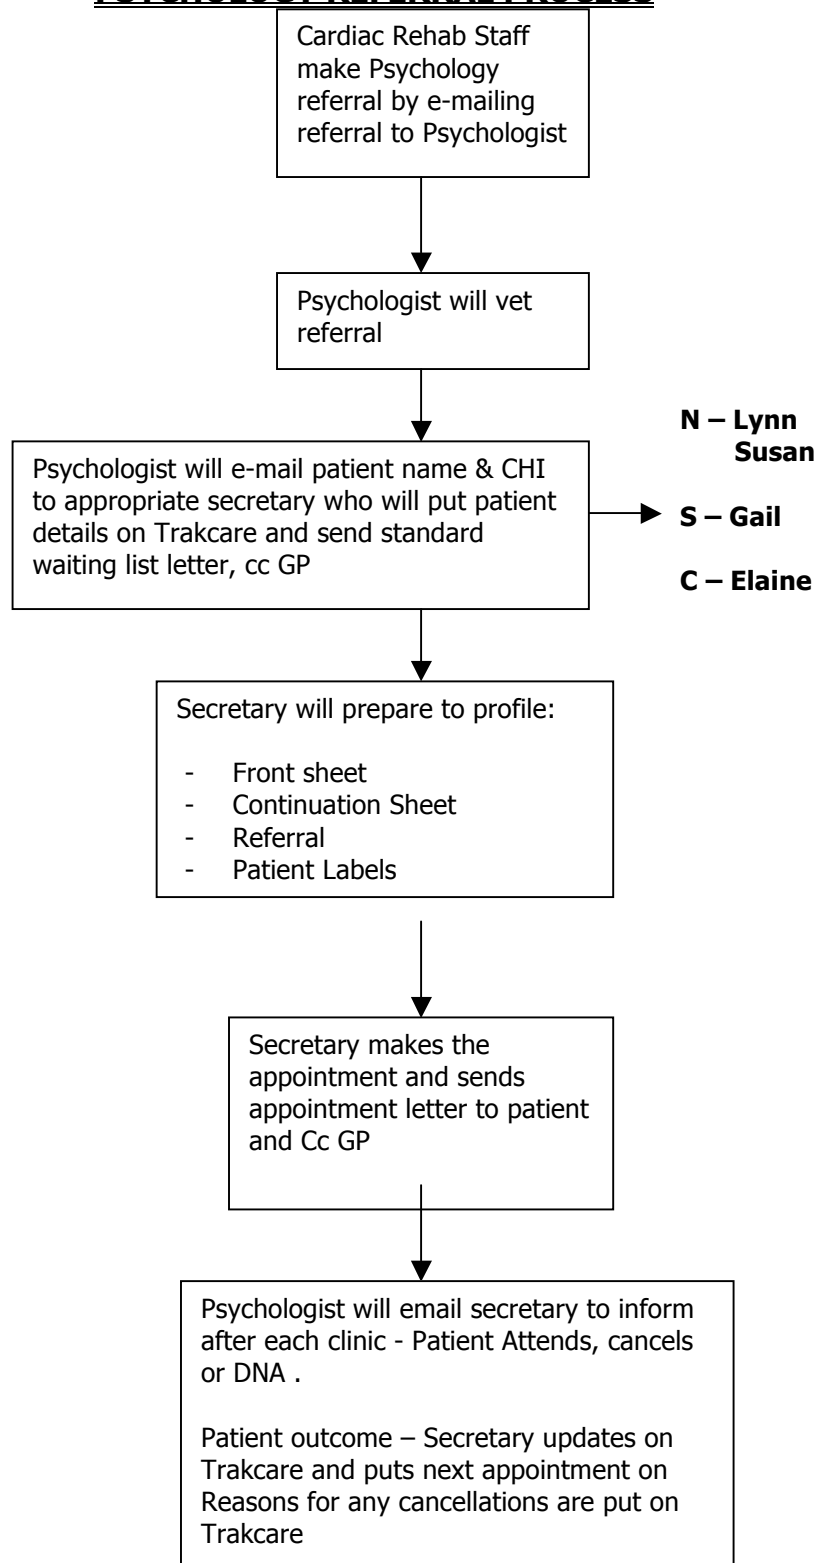 PSYCHOLOGY REFERRAL PROCESS
Cardiac Rehab Staff
make Psychology
referral by e-mailing
referral to Psychologist
Psychologist will vet
referral
Psychologist will e-mail patient name & CHI
to appropriate secretary who will put patient
details on Trakcare and send standard
waiting list letter, cc GP
N – Lynn
Susan
S – Gail
C – Elaine
Secretary will prepare to profile:
- Front sheet
- Continuation Sheet
- Referral
- Patient Labels
Secretary makes the
appointment and sends
appointment letter to patient
and Cc GP
Psychologist will email secretary to inform
after each clinic - Patient Attends, cancels
or DNA .
Patient outcome – Secretary updates on
Trakcare and puts next appointment on
Reasons for any cancellations are put on
Trakcare